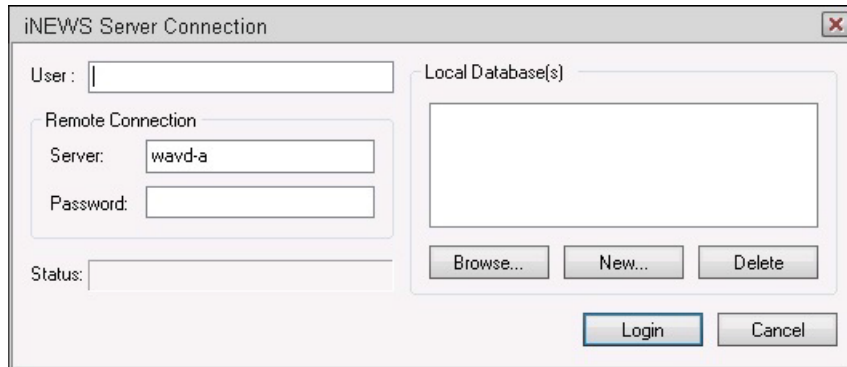 iNEWS Server Connection
User :
Remote Connection
Server: wavd-a
Password:
Status:
Local Database(s)
Browse... New... Delete
Login Cancel